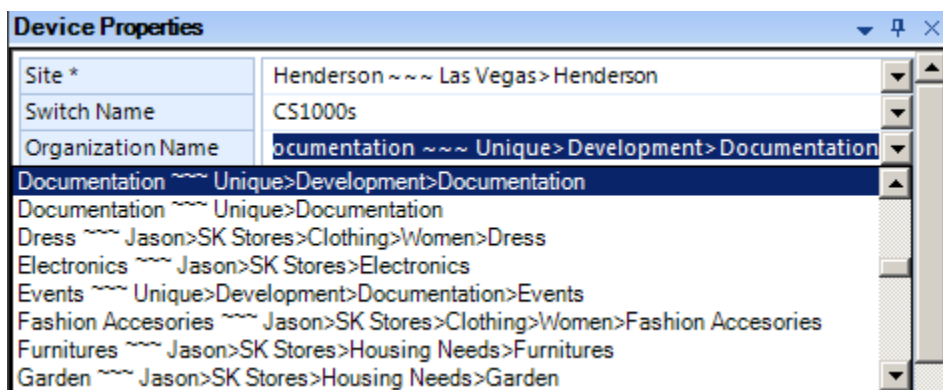 Device Properties
Site * Henderson ~~~ Las Vegas>Henderson
Switch Name CS1000s
Organization Name ocumentation ~~~ Unique>Development>Documentation
Documentation ~~~ Unique>Development>Documentation
Documentation ~~~ Unique>Documentation
Dress ~~~ Jason>SK Stores>Clothing>Women>Dress
Electronics ~~~ Jason>SK Stores>Electronics
Events ~~~ Unique>Development>Documentation>Events
Fashion Accesories ~~~ Jason>SK Stores>Clothing>Women>Fashion Accesories
Furnitures ~~~ Jason>SK Stores>Housing Needs>Furnitures
Garden ~~~ Jason>SK Stores>Housing Needs>Garden